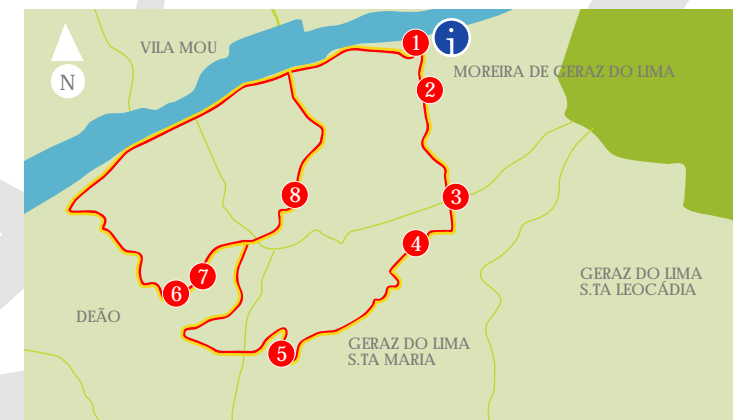 VILA MOU
1
i
N
MOREIRA DE GERAZ DO LIMA
2
8
3
4
7
6
GERAZ DO LIMA
S.TA LEOCÁDIA
DEÃO
GERAZ DO LIMA
S.TA MARIA
5